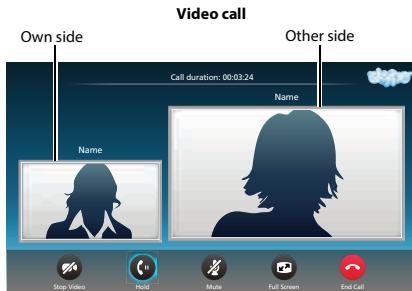 Video call
Own side
Other side
Call duration: 00:03:24
Name
Name
Stop Video
Hold
Mute
Full Screen
End Call